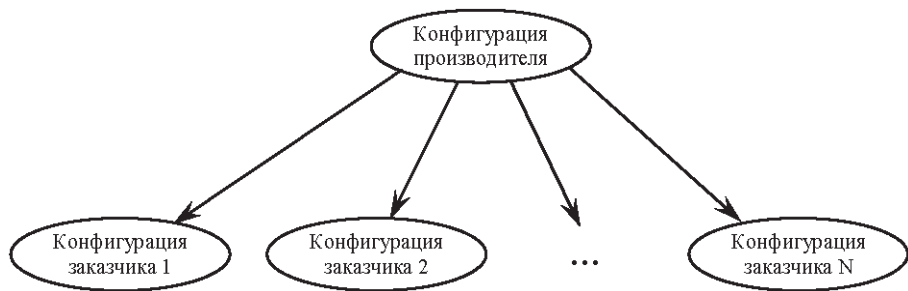 Конфигурация
производителя
Конфигурация
заказчика 1
Конфигурация
заказчика 2
...
Конфигурация
заказчика N